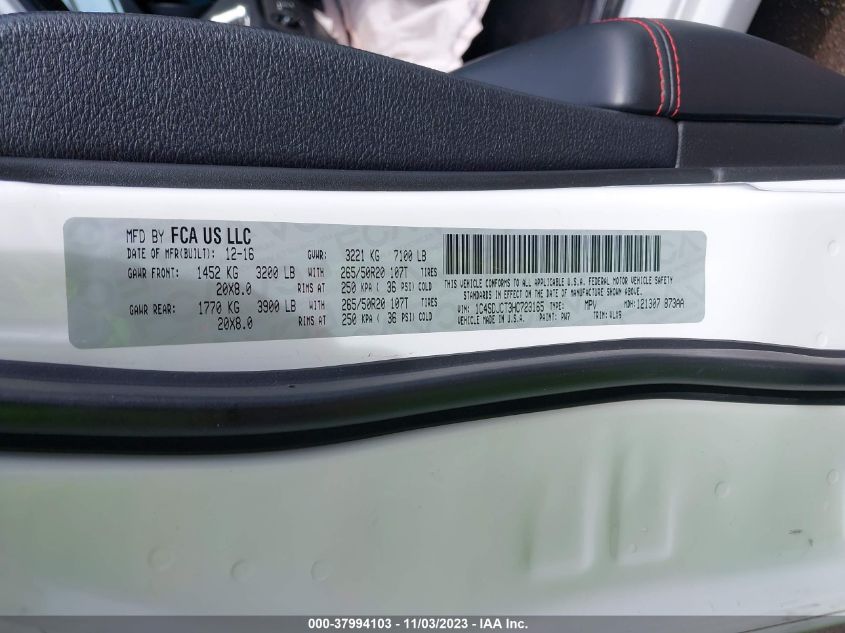 MFD BY FCA US LLC
DATE OF MFR(BUILT): 12-16 GVWR: 3221 KG 7100 LB
GAWR FRONT: 1452 KG 3200 LB WITH 265/50R20 107T TIRES
20X8.0 RIMS AT 250 KPA ( 36 PSI) COLD
GAWR REAR: 1770 KG 3900 LB WITH 265/50R20 107T TIRES
20X8.0 RIMS AT 250 KPA ( 36 PSI) COLD
THIS VEHICLE CONFORMS TO ALL APPLICABLE U.S.A. FEDERAL MOTOR VEHICLE SAFETY
STANDARDS IN EFFECT ON THE DATE OF MANUFACTURE SHOWN ABOVE.
VIN: 1C4SDJCT3HC728165 TYPE: MPV MDH: 121307 873AA
VEHICLE MADE IN U.S.A. PAINT: PW7 TRIM:
000-37994103 - 11/03/2023 - IAA Inc.